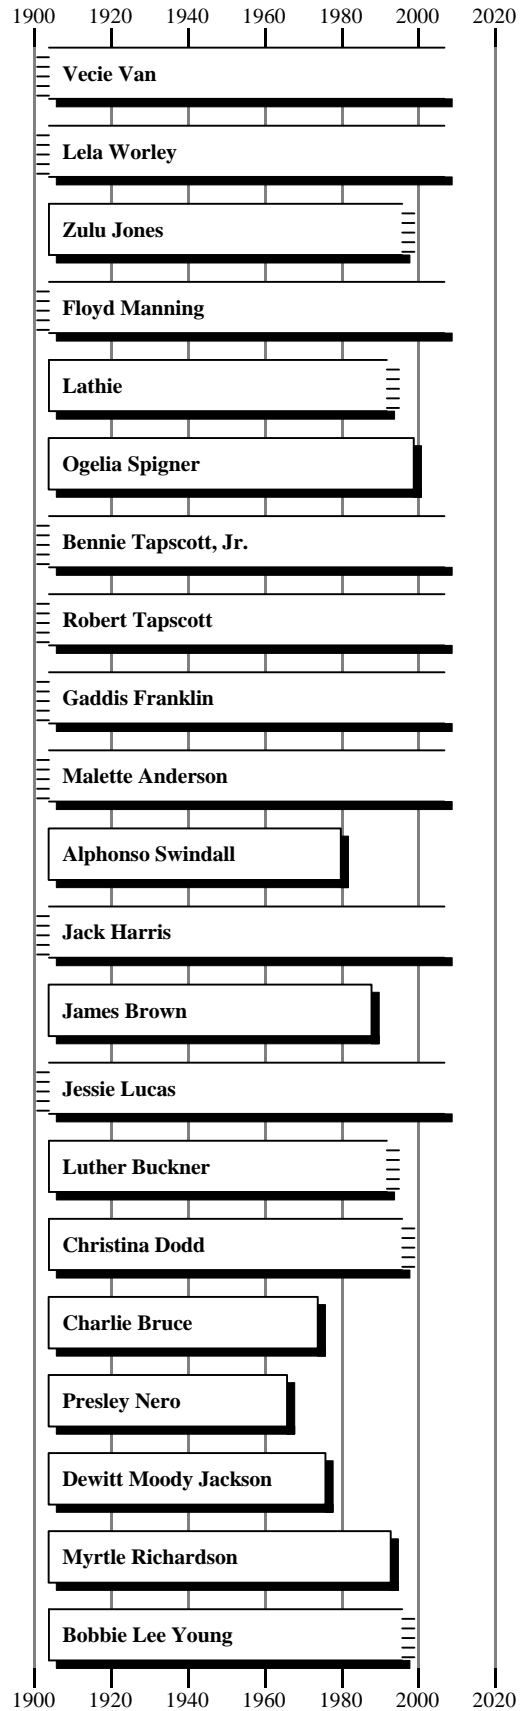 1900 1920 1940 1960 1980 2000 2020
Vecie Van
Lela Worley
Zulu Jones
Floyd Manning
Lathie
Ogelia Spigner
Bennie Tapscott, Jr.
Robert Tapscott
Gaddis Franklin
Malette Anderson
Alphonso Swindall
Jack Harris
James Brown
Jessie Lucas
Luther Buckner
Christina Dodd
Charlie Bruce
Presley Nero
Dewitt Moody Jackson
Myrtle Richardson
Bobbie Lee Young
1900 1920 1940 1960 1980 2000 2020